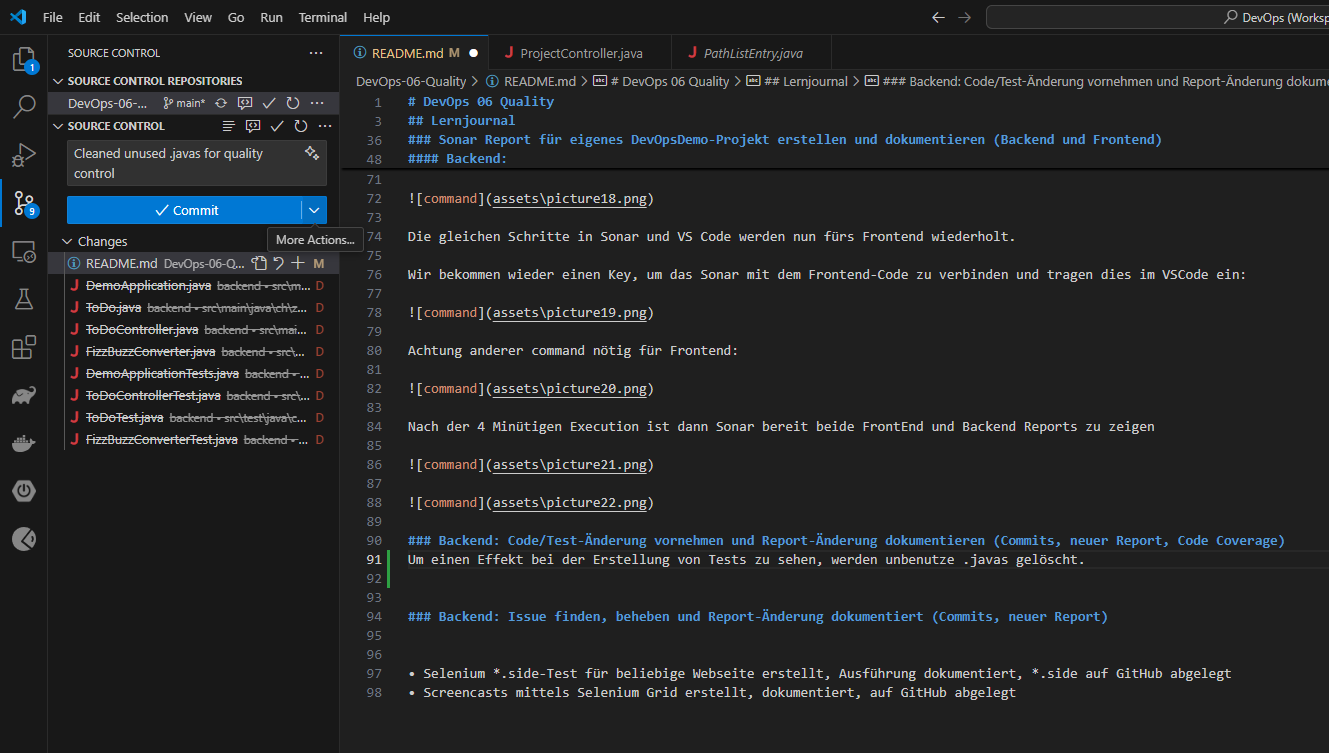 File Edit Selection View Go Run Terminal Help
DevOps (Worksp
SOURCE CONTROL
README.md M
ProjectController.java
PathListEntry.java
1
SOURCE CONTROL REPOSITORIES
DevOps-06-... main*
SOURCE CONTROL
Cleaned unused .javas for quality
control
Commit
More Actions...
Changes
README.md DevOps-06-Q... M
DemoApplication.java backend • src\m... D
ToDo.java backend • src\main\java\ch\z... D
ToDoController.java backend • src\mai... D
FizzBuzzConverter.java backend • src\... D
DemoApplicationTests.java backend •... D
ToDoControllerTest.java backend • sr... D
ToDoTest.java backend • src\test\java\c... D
FizzBuzzConverterTest.java backend •... D
9
DevOps-06-Quality > README.md > # DevOps 06 Quality > ## Lernjournal > ### Backend: Code/Test-Änderung vornehmen und Report-Änderung dokume
1 # DevOps 06 Quality
3 ## Lernjournal
36 ### Sonar Report für eigenes DevOpsDemo-Projekt erstellen und dokumentieren (Backend und Frontend)
48 #### Backend:
71
72 ![command](assets\picture18.png)
73
74 Die gleichen Schritte in Sonar und VS Code werden nun fürs Frontend wiederholt.
75
76 Wir bekommen wieder einen Key, um das Sonar mit dem Frontend-Code zu verbinden und tragen dies im VSCode ein:
77
78 ![command](assets\picture19.png)
79
80 Achtung anderer command nötig für Frontend:
81
82 ![command](assets\picture20.png)
83
84 Nach der 4 Minütigen Execution ist dann Sonar bereit beide FrontEnd und Backend Reports zu zeigen
85
86 ![command](assets\picture21.png)
87
88 ![command](assets\picture22.png)
89
90 ### Backend: Code/Test-Änderung vornehmen und Report-Änderung dokumentieren (Commits, neuer Report, Code Coverage)
91 Um einen Effekt bei der Erstellung von Tests zu sehen, werden unbenutze .javas gelöscht.
92
93
94 ### Backend: Issue finden, beheben und Report-Änderung dokumentiert (Commits, neuer Report)
95
96
97 • Selenium *.side-Test für beliebige Webseite erstellt, Ausführung dokumentiert, *.side auf GitHub abgelegt
98 • Screencasts mittels Selenium Grid erstellt, dokumentiert, auf GitHub abgelegt